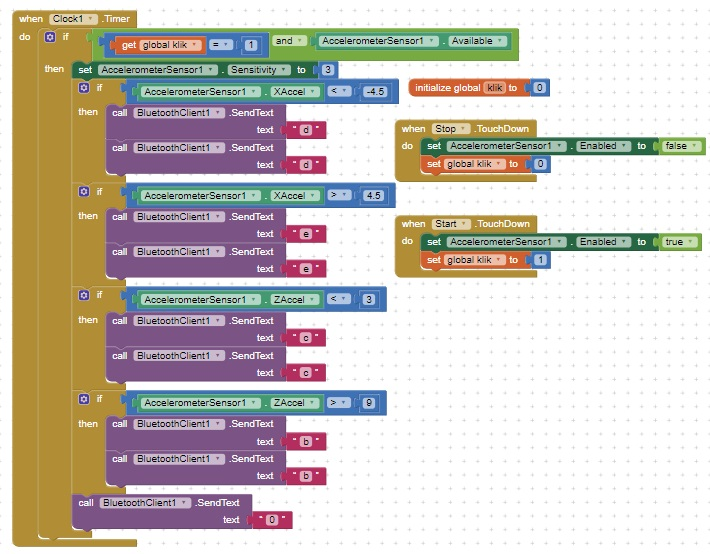 when Clock1 .Timer
do if get global klik = 1 and AccelerometerSensor1 . Available
then set AccelerometerSensor1 . Sensitivity to 3
if AccelerometerSensor1 . XAccel < -4.5
then call BluetoothClient1 .SendText
text " d "
call BluetoothClient1 .SendText
text " d "
if AccelerometerSensor1 . XAccel > 4.5
then call BluetoothClient1 .SendText
text " e "
call BluetoothClient1 .SendText
text " e "
if AccelerometerSensor1 . ZAccel < 3
then call BluetoothClient1 .SendText
text " c "
call BluetoothClient1 .SendText
text " c "
if AccelerometerSensor1 . ZAccel > 9
then call BluetoothClient1 .SendText
text " b "
call BluetoothClient1 .SendText
text " b "
call BluetoothClient1 .SendText
text " 0 "
initialize global klik to 0
when Stop .TouchDown
do set AccelerometerSensor1 . Enabled to false
set global klik to 0
when Start .TouchDown
do set AccelerometerSensor1 . Enabled to true
set global klik to 1